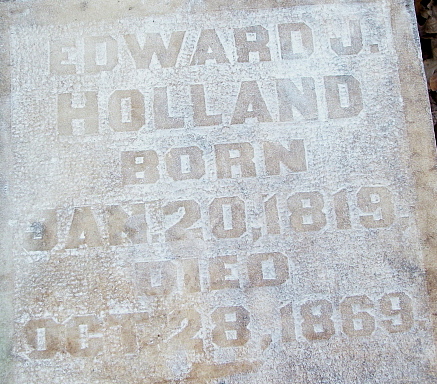 EDWARD J.
HOLLAND
BORN
JAN. 20, 1819.
DIED
OCT. 28, 1869